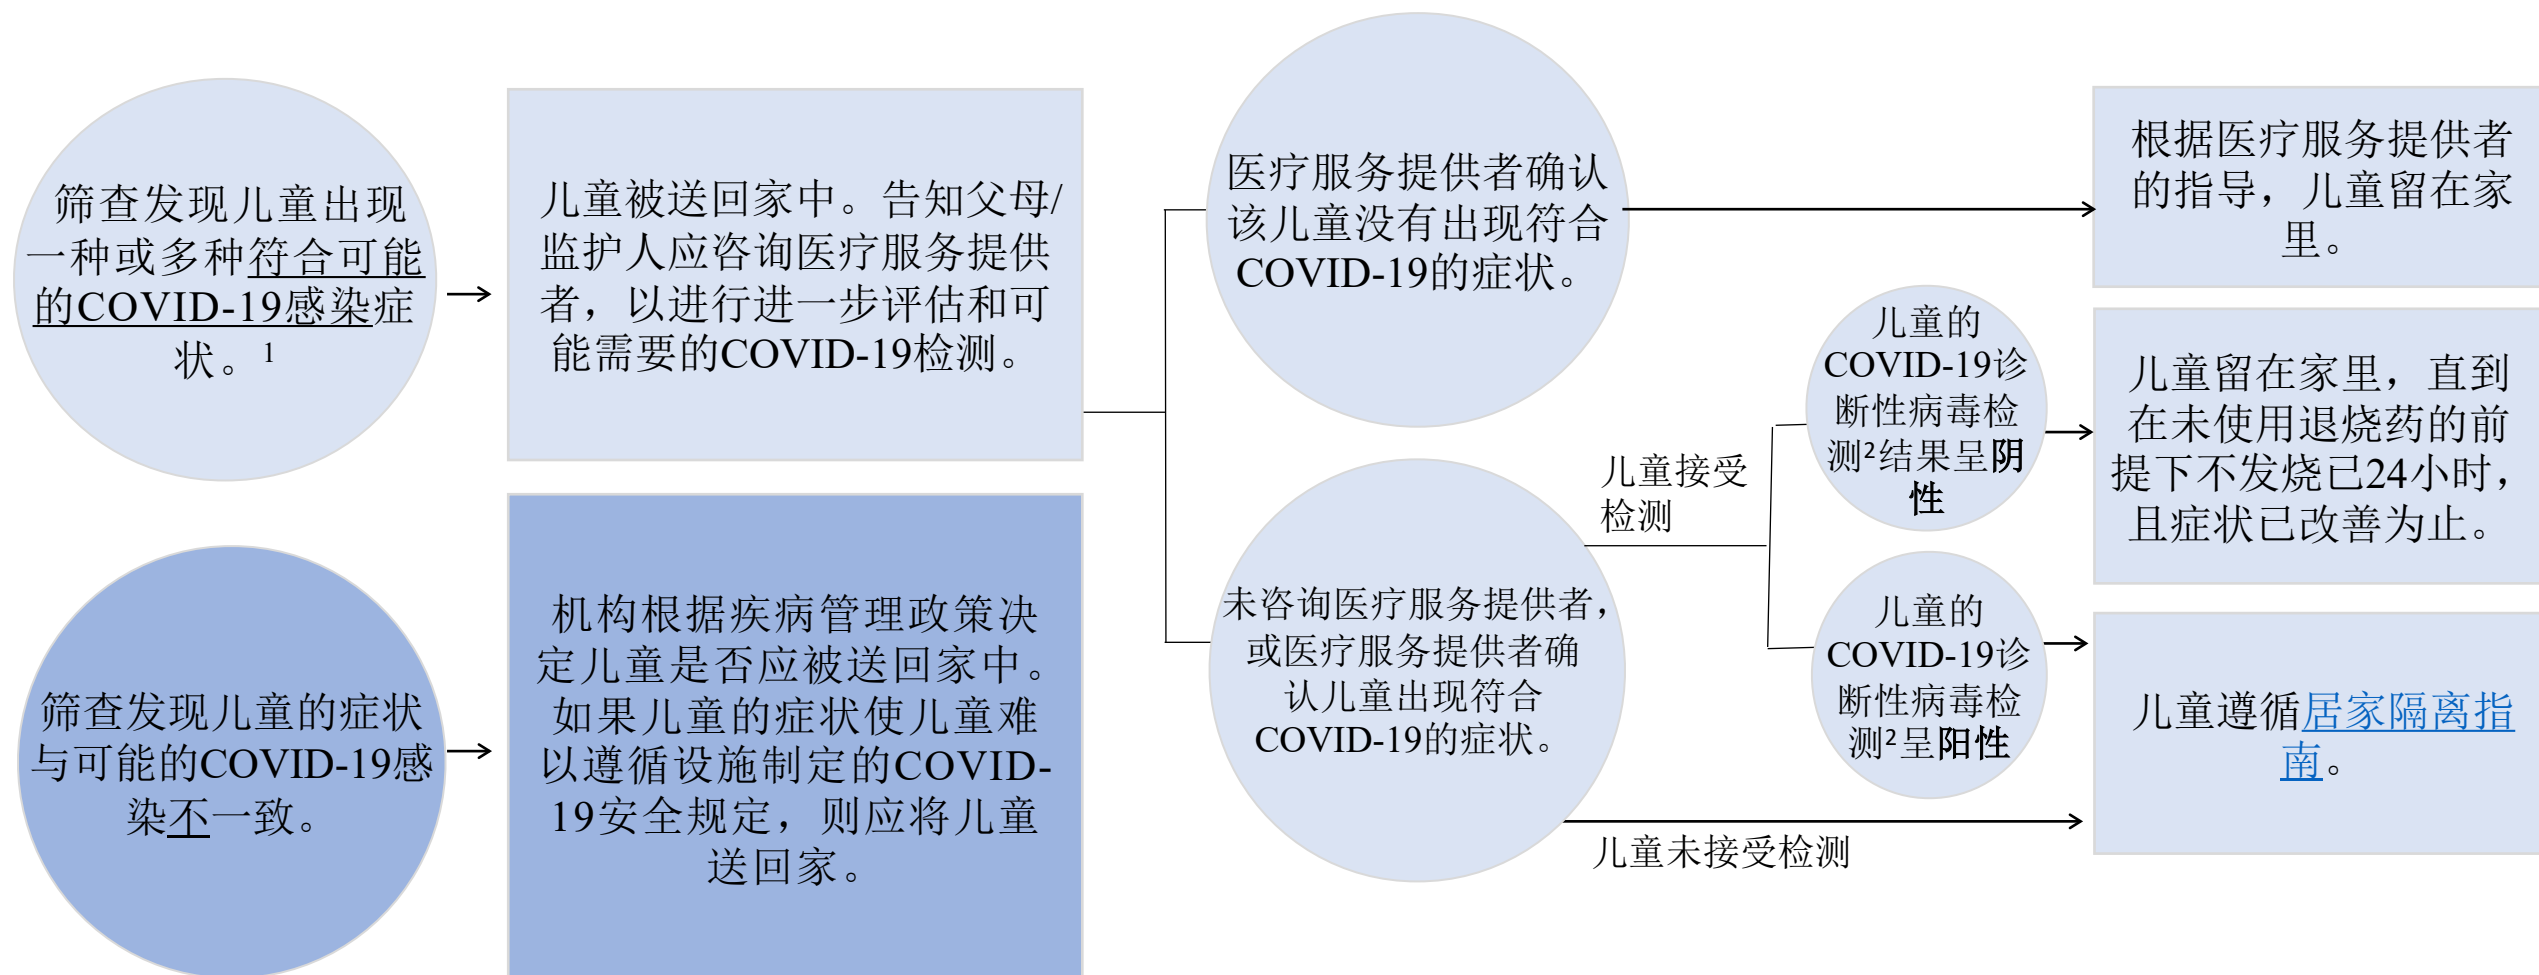 筛查发现儿童出现
一种或多种符合可能
的COVID-19感染症
状。1
儿童被送回家中。告知父母/
监护人应咨询医疗服务提供
者，以进行进一步评估和可
能需要的COVID-19检测。
医疗服务提供者确认
该儿童没有出现符合
COVID-19的症状。
根据医疗服务提供者
的指导，儿童留在家
里。
儿童接受
检测
儿童的
COVID-19诊
断性病毒检
测2结果呈阴
性
儿童留在家里，直到
在未使用退烧药的前
提下不发烧已24小时，
且症状已改善为止。
未咨询医疗服务提供者，
或医疗服务提供者确
认儿童出现符合
COVID-19的症状。
儿童的
COVID-19诊
断性病毒检
测2呈阳性
儿童遵循居家隔离指
南。
儿童未接受检测
筛查发现儿童的症状
与可能的COVID-19感
染不一致。
机构根据疾病管理政策决
定儿童是否应被送回家中。
如果儿童的症状使儿童难
以遵循设施制定的COVID-
19安全规定，则应将儿童
送回家。